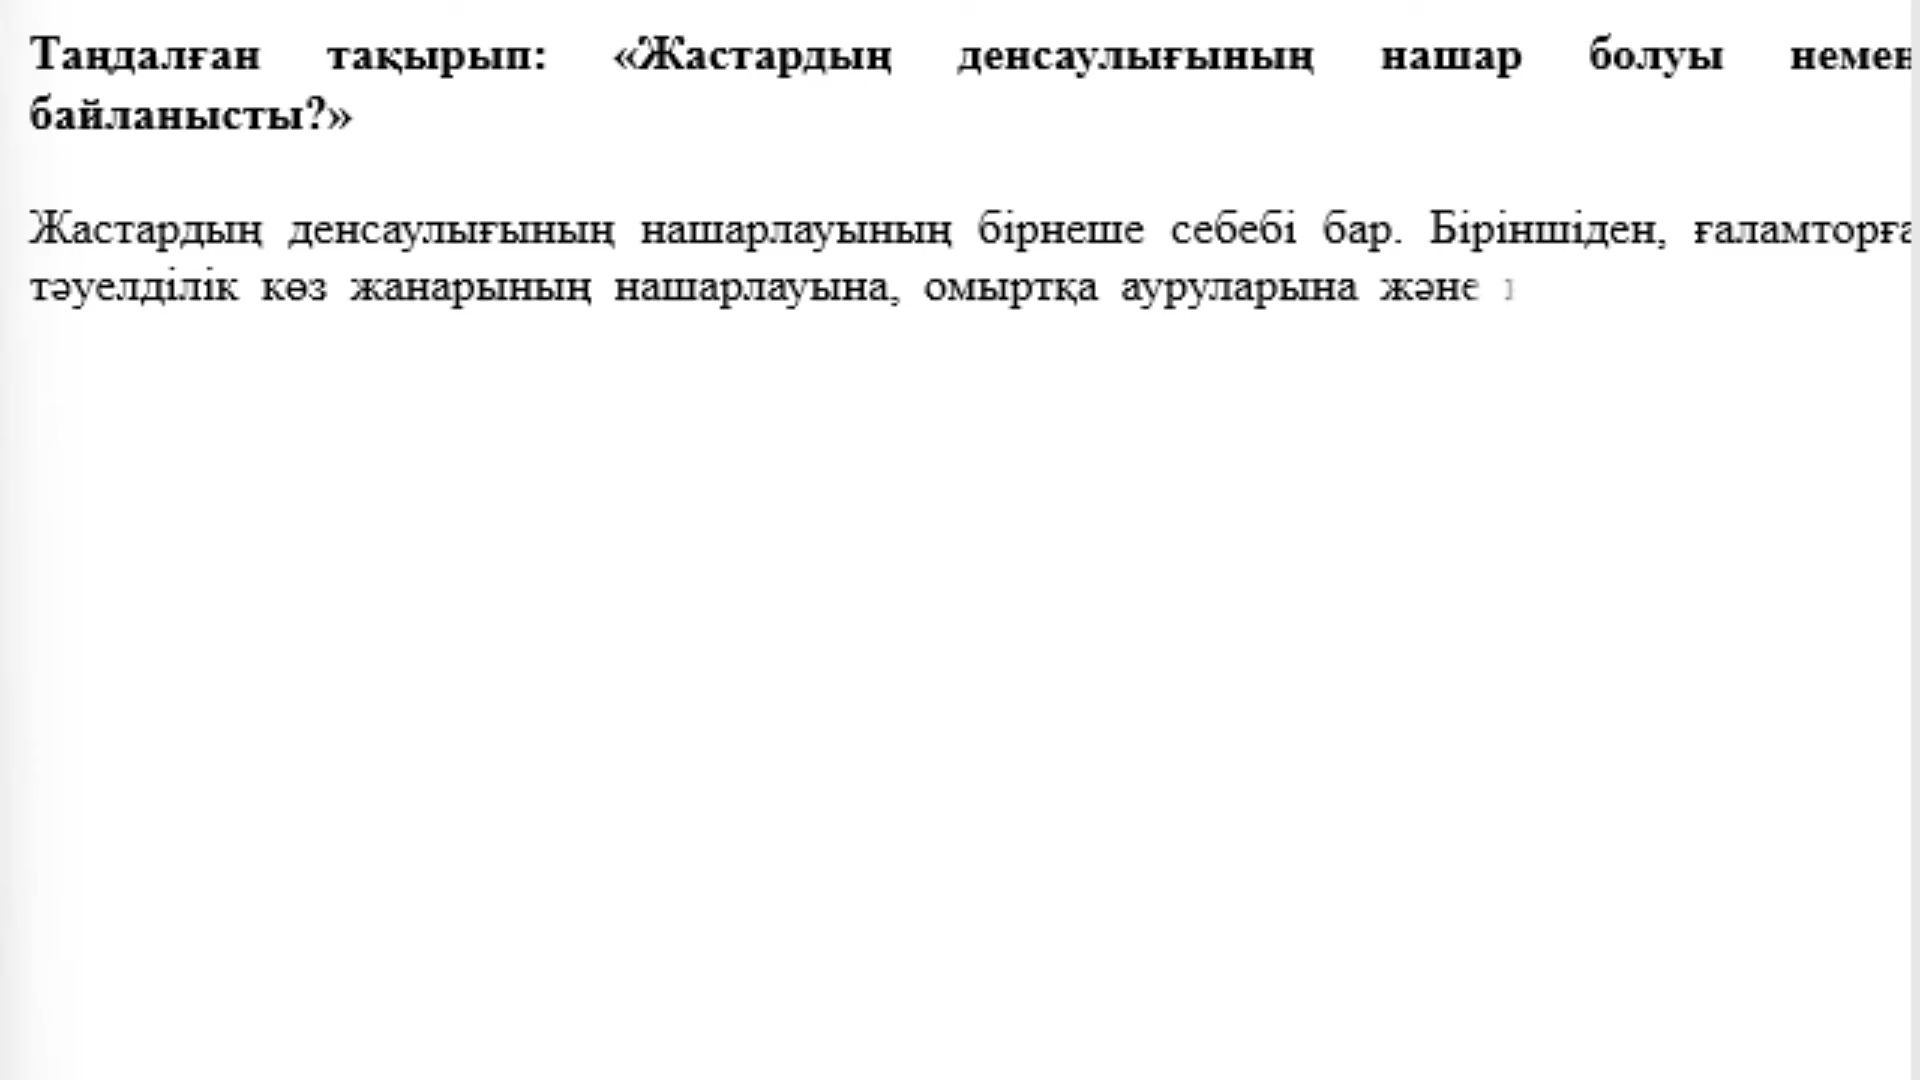 Таңдалған тақырып: «Жастардың денсаулығының нашар болуы немен
байланысты?»
Жастардың денсаулығының нашарлауының бірнеше себебі бар. Біріншіден, ғаламторға
тәуелділік көз жанарының нашарлауына, омыртқа ауруларына және